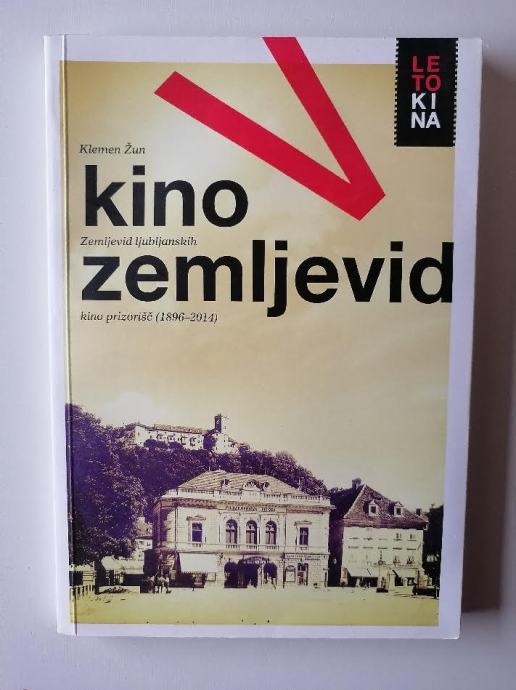 LE
TO
KI
NA
Klemen Žun
kino
Zemljevid ljubljanskih
zemljevid
kino prizorišč (1896–2014)